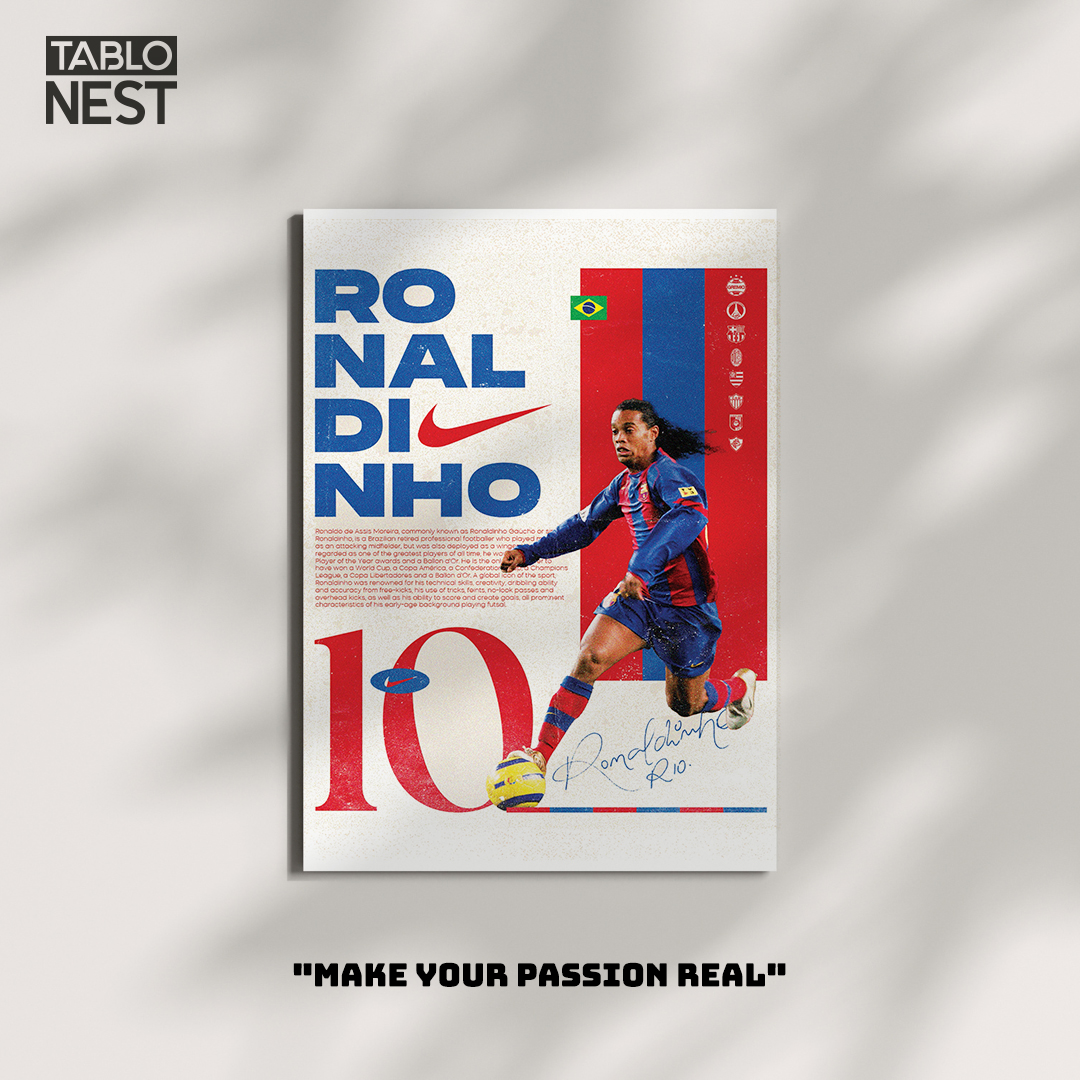 TABLO
NEST
RO
NAL
DI
NHO
Ronaldo de Assis Moreira, commonly known as Ronaldinho Gaúcho or
Ronaldinho, is a Brazilian retired professional footballer who played
as an attacking midfielder, but was also deployed as a winger
regarded as one of the greatest players of all time, he wo
Player of the Year awards and a Ballon d'Or. He is the on to
have won a World Cup, a Copa América, a Confederat Champions
League, a Copa Libertadores and a Ballon d'Or. A global icon of the sport,
Ronaldinho was renowned for his technical skills, creativity, dribbling ability
and accuracy from free-kicks, his use of tricks, feints, no-look passes and
overhead kicks, as well as his ability to score and create goals, all prominent
characteristics of his early-age background playing futsal.
10
Ronaldinho
R10.
"MAKE YOUR PASSION REAL"